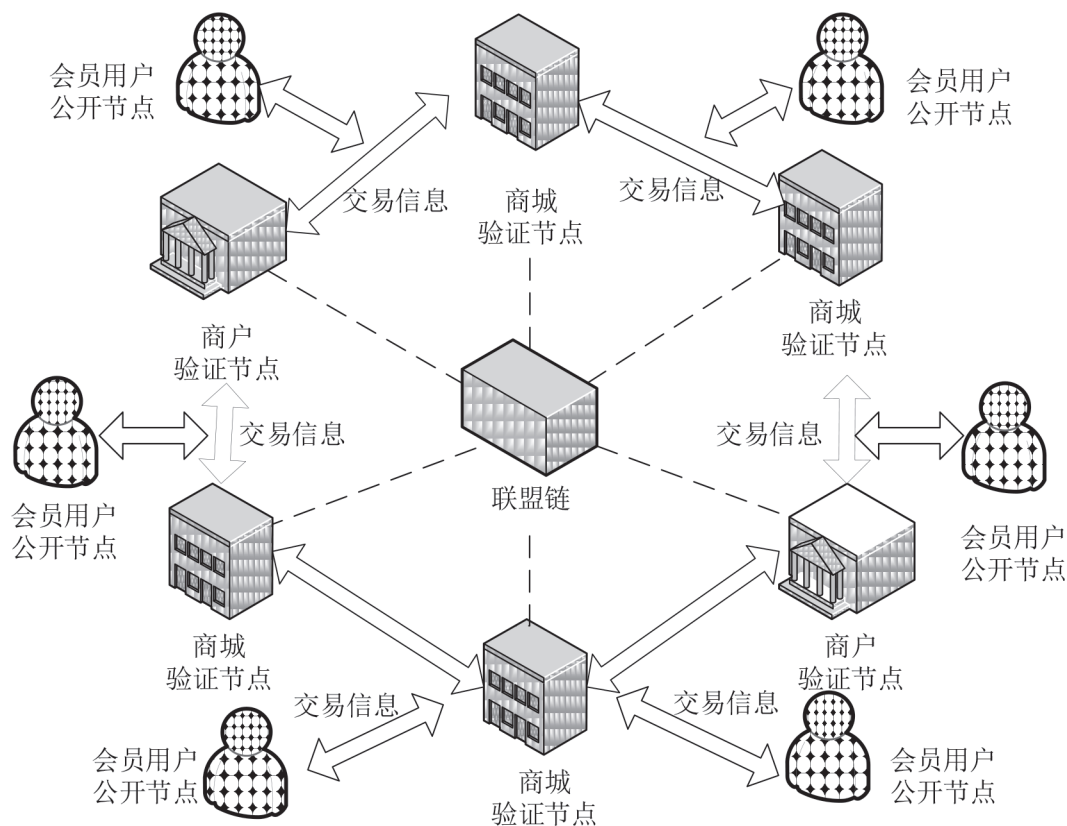 会员用户
公开节点
会员用户
公开节点
交易信息
商城
验证节点
交易信息
商户
验证节点
商城
验证节点
交易信息
交易信息
联盟链
会员用户
公开节点
会员用户
公开节点
商城
验证节点
商户
验证节点
交易信息
交易信息
会员用户
公开节点
商城
验证节点
会员用户
公开节点